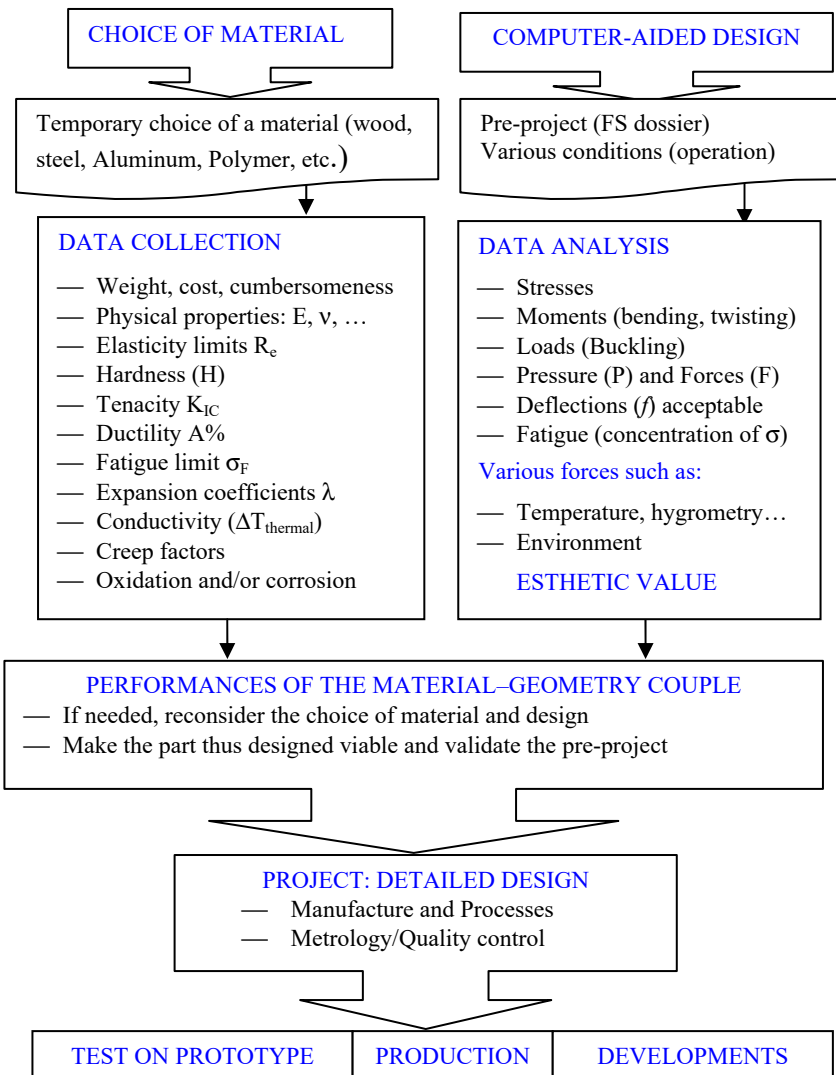 CHOICE OF MATERIAL
Temporary choice of a material (wood,
steel, Aluminum, Polymer, etc.)
DATA COLLECTION
— Weight, cost, cumbersomeness
— Physical properties: E, ν, …
— Elasticity limits Re
— Hardness (H)
— Tenacity KIC
— Ductility A%
— Fatigue limit σF
— Expansion coefficients λ
— Conductivity (ΔTthermal)
— Creep factors
— Oxidation and/or corrosion
COMPUTER-AIDED DESIGN
Pre-project (FS dossier)
Various conditions (operation)
DATA ANALYSIS
— Stresses
— Moments (bending, twisting)
— Loads (Buckling)
— Pressure (P) and Forces (F)
— Deflections (f) acceptable
— Fatigue (concentration of σ)
Various forces such as:
— Temperature, hygrometry…
— Environment
ESTHETIC VALUE
PERFORMANCES OF THE MATERIAL–GEOMETRY COUPLE
— If needed, reconsider the choice of material and design
— Make the part thus designed viable and validate the pre-project
PROJECT: DETAILED DESIGN
— Manufacture and Processes
— Metrology/Quality control
TEST ON PROTOTYPE
PRODUCTION
DEVELOPMENTS